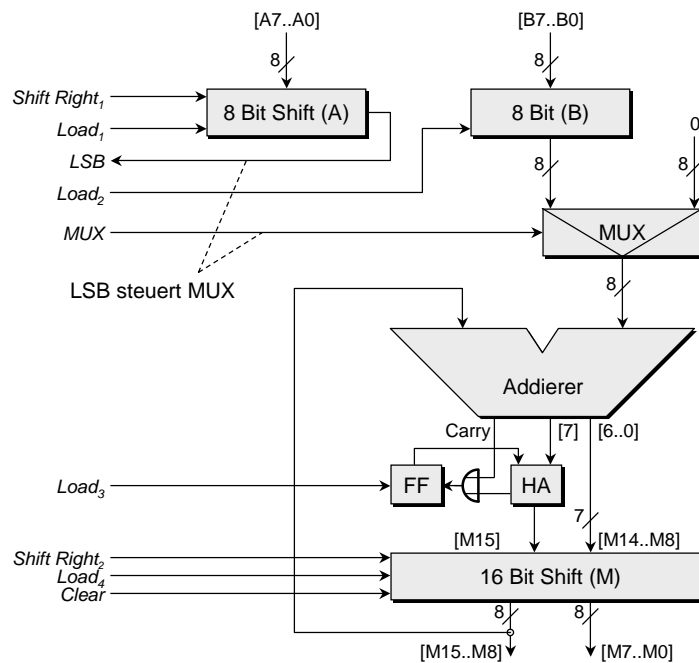 [A7..A0] [B7..B0]
8 8
Shift Right1 8 Bit Shift (A) 8 Bit (B)
Load1
0
LSB
8 8
Load2
MUX MUX
LSB steuert MUX
8
Addierer
Carry [7] [6..0]
Load3 FF HA
7
[M15] [M14..M8]
Shift Right2
Load4 16 Bit Shift (M)
Clear
8 8
[M15..M8] [M7..M0]